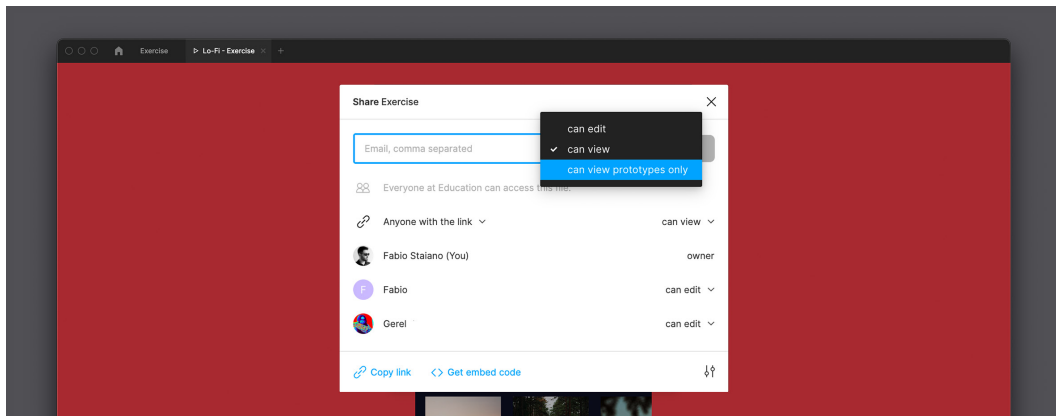 Exercise
Lo-Fi - Exercise
Share Exercise
can edit
Email, comma separated
can view
can view prototypes only
Everyone at Education can access this file.
Anyone with the link
can view
Fabio Staiano (You)
owner
F
Fabio
can edit
Gerel
can edit
Copy link
Get embed code